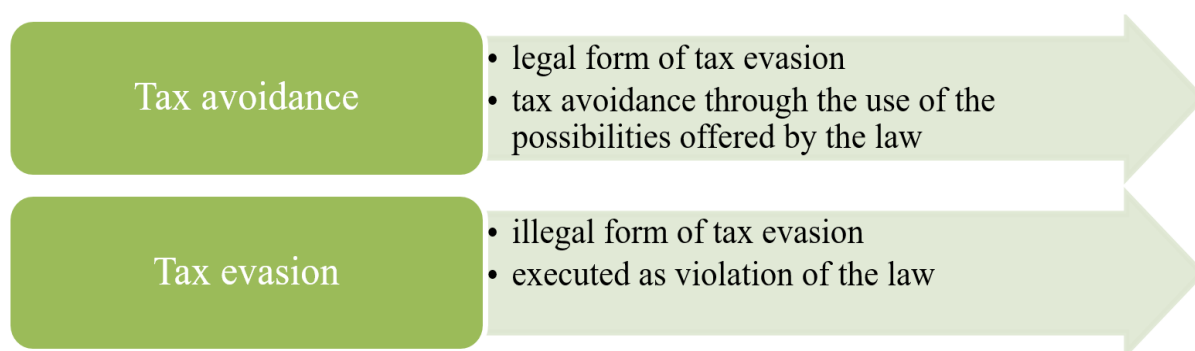 Tax avoidance
• legal form of tax evasion
• tax avoidance through the use of the
possibilities offered by the law
Tax evasion
• illegal form of tax evasion
• executed as violation of the law